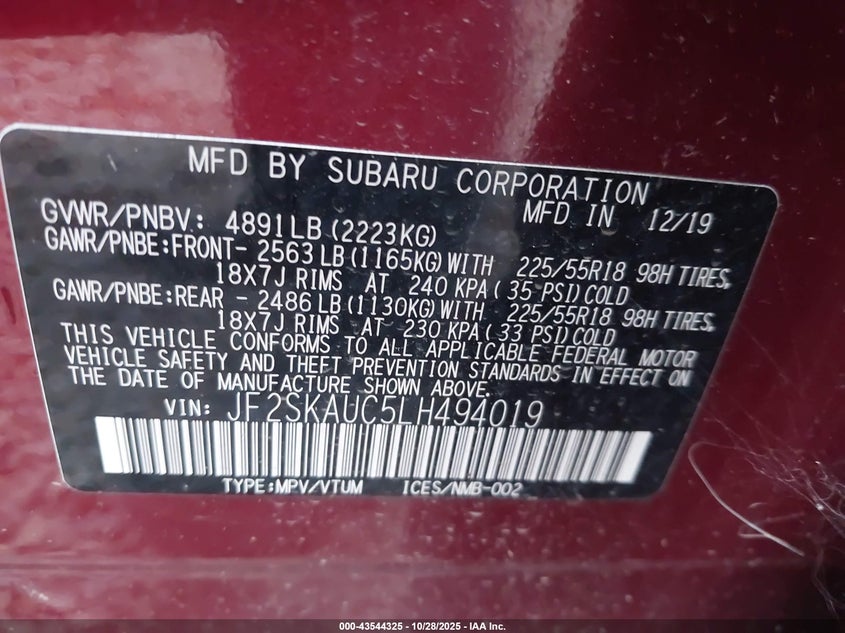 MFD BY SUBARU CORPORATION
GVWR/PNBV: 4891LB(2223KG) MFD IN 12/19
GAWR/PNBE:FRONT- 2563LB(1165KG)WITH 225/55R18 98H TIRES,
18X7J RIMS AT 240 KPA(35 PSI)COLD
GAWR/PNBE:REAR - 2486LB(1130KG)WITH 225/55R18 98H TIRES,
18X7J RIMS AT 230 KPA(33 PSI)COLD
THIS VEHICLE CONFORMS TO ALL APPLICABLE FEDERAL MOTOR
VEHICLE SAFETY AND THEFT PREVENTION STANDARDS IN EFFECT ON
THE DATE OF MANUFACTURE SHOWN ABOVE.
VIN: JF2SKAUC5LH494019
TYPE:MPV/VTUM ICES/NMB-002
000-43544325 | 10/28/2025 - IAA Inc.